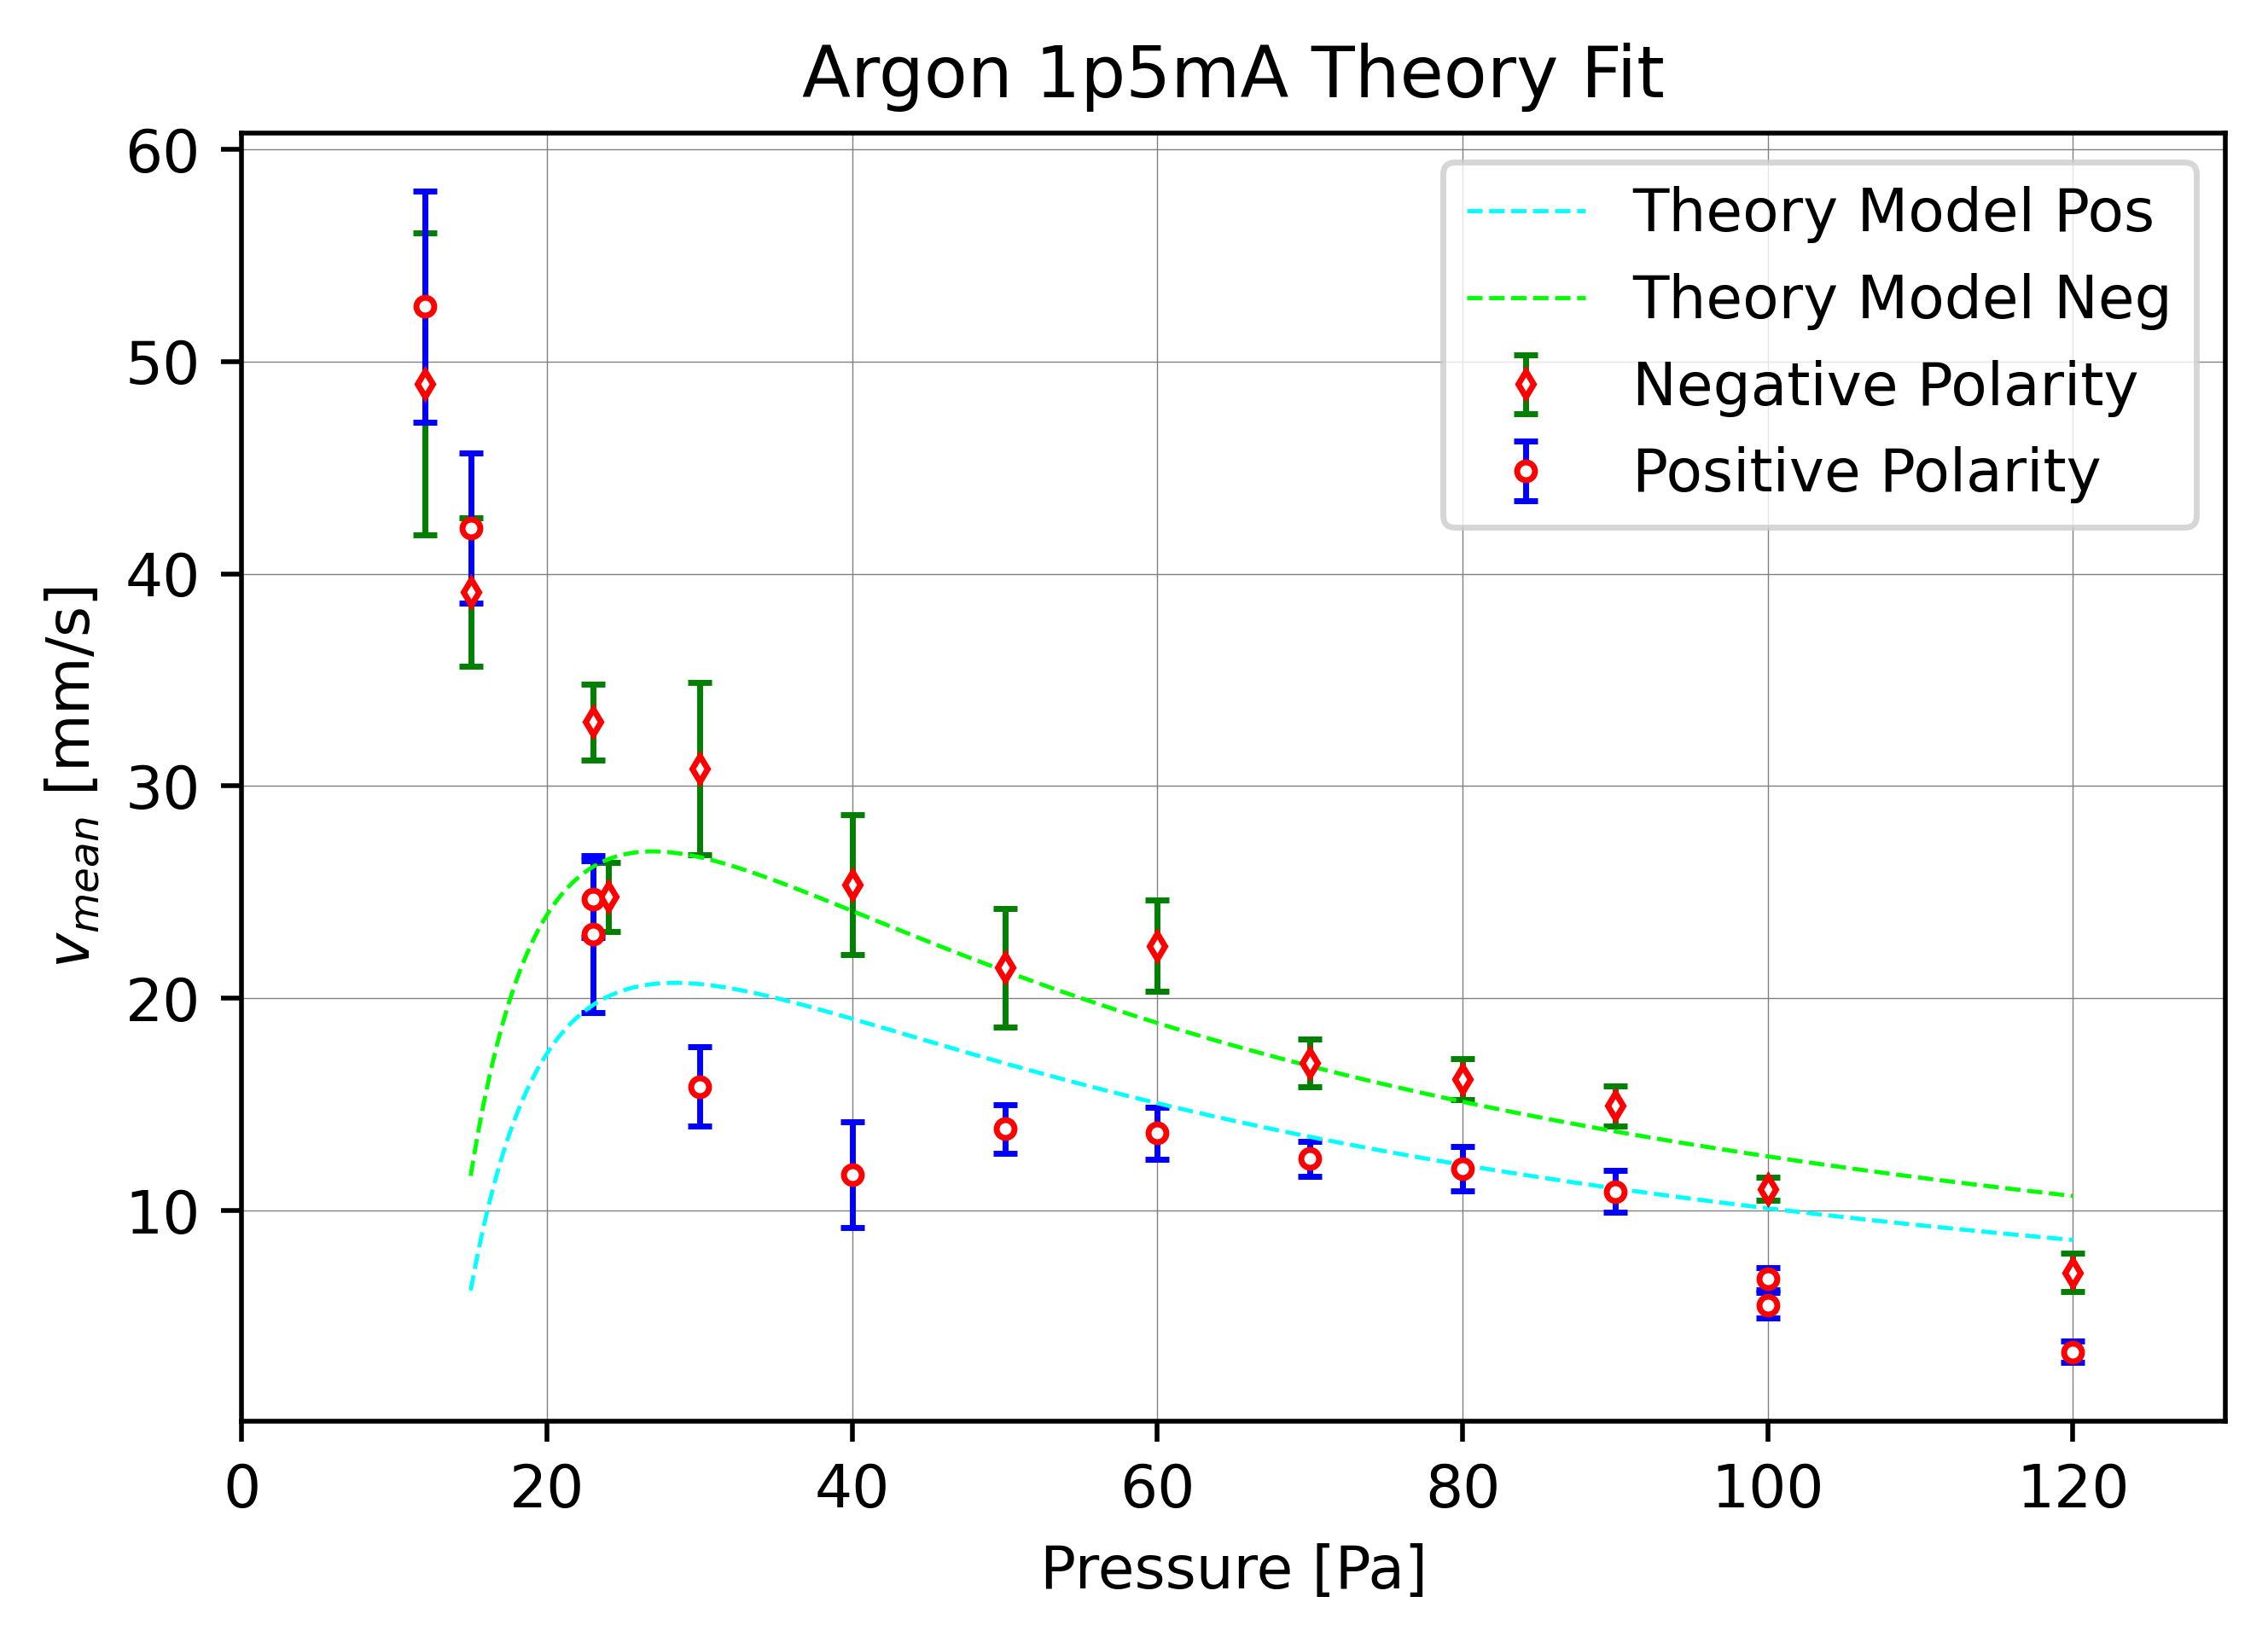 Argon 1p5mA Theory Fit
60
50
40
30
20
10
v_mean [mm/s]
Theory Model Pos
Theory Model Neg
Negative Polarity
Positive Polarity
0 20 40 60 80 100 120
Pressure [Pa]